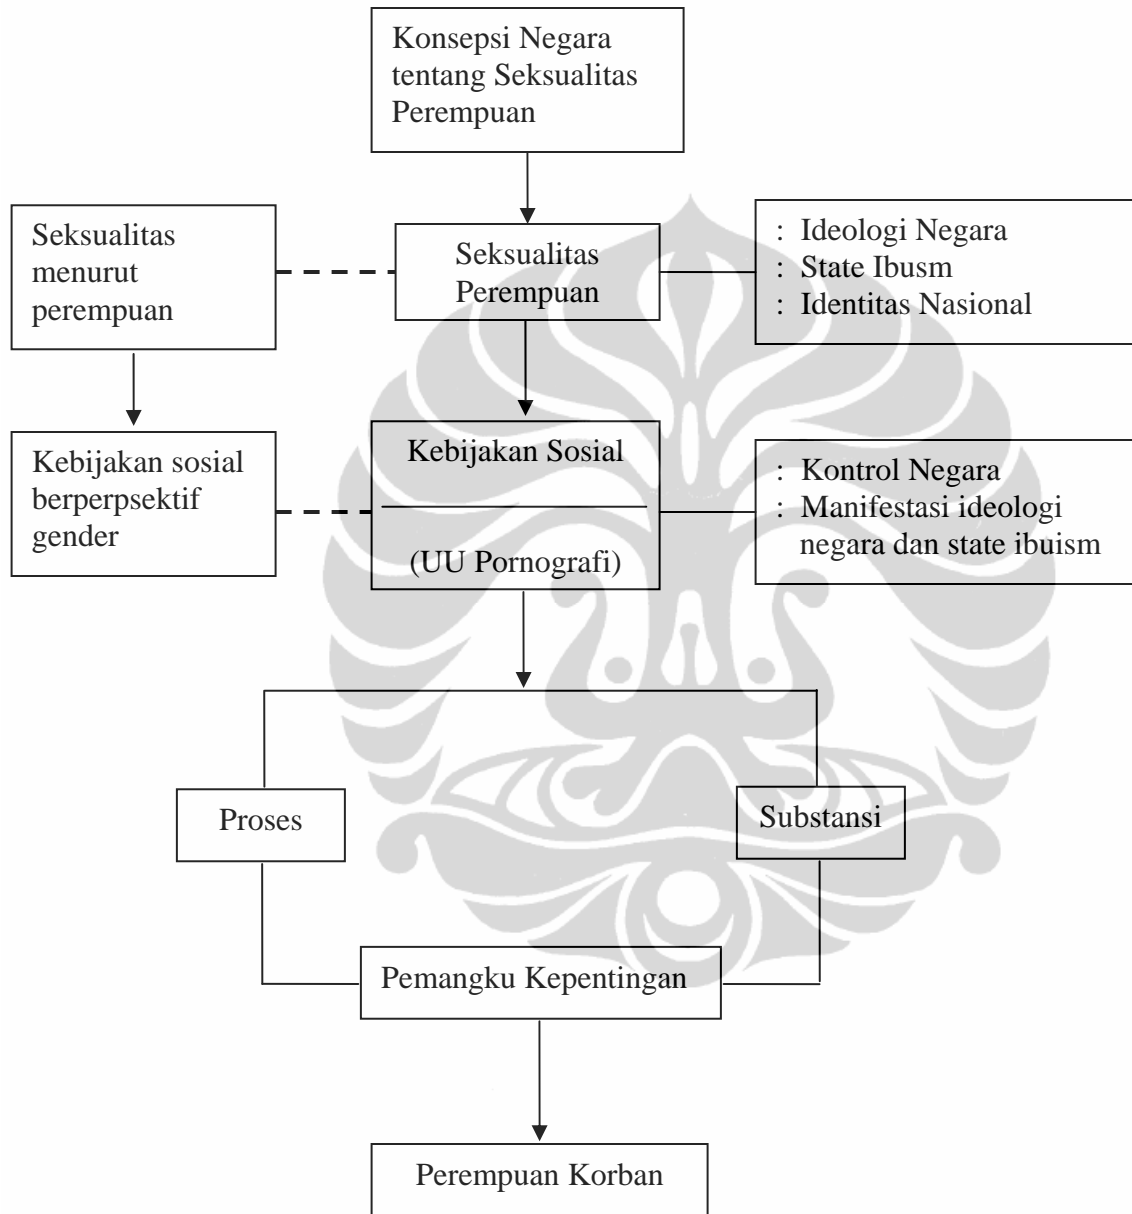 Konsepsi Negara
tentang Seksualitas
Perempuan
Seksualitas
menurut
perempuan
Seksualitas
Perempuan
: Ideologi Negara
: State Ibusm
: Identitas Nasional
Kebijakan sosial
berperpsektif
gender
Kebijakan Sosial
(UU Pornografi)
: Kontrol Negara
: Manifestasi ideologi
negara dan state ibuism
Proses
Substansi
Pemangku Kepentingan
Perempuan Korban